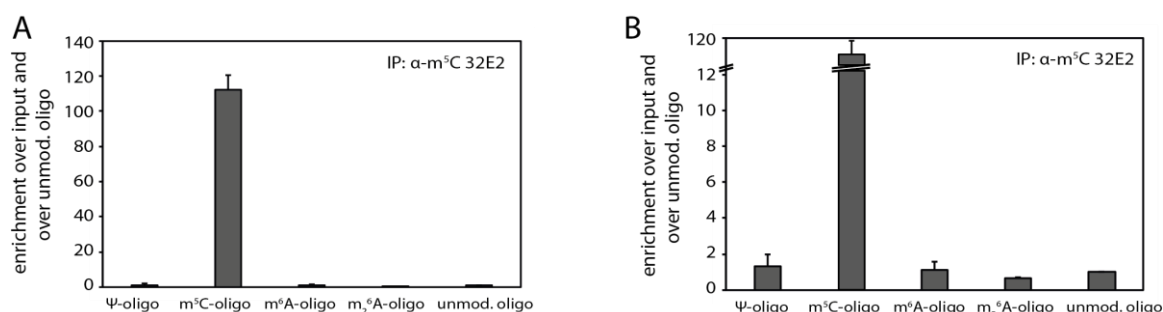 A
enrichment over input and
over unmod. oligo
140
120
100
80
60
40
20
0
IP: α-m⁵C 32E2
Ψ-oligo m⁵C-oligo m⁶A-oligo m₂⁶A-oligo unmod. oligo
B
enrichment over input and
over unmod. oligo
120
12
10
8
6
4
2
0
IP: α-m⁵C 32E2
Ψ-oligo m⁵C-oligo m⁶A-oligo m₂⁶A-oligo unmod. oligo